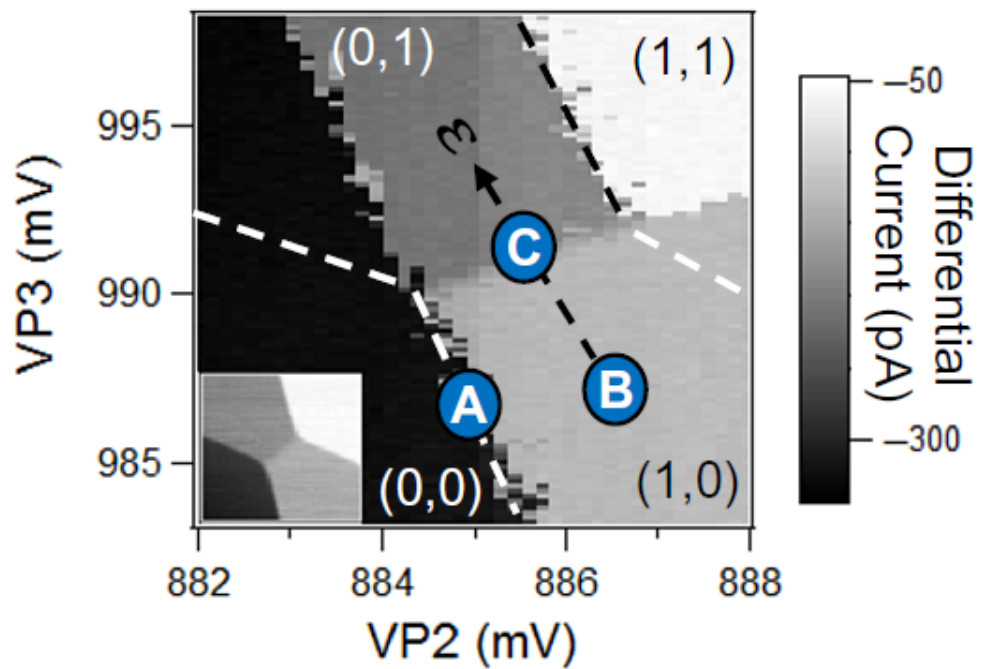 (0,1)
(1,1)
ε
C
A
B
(0,0)
(1,0)
995
990
985
VP3 (mV)
882
884
886
888
VP2 (mV)
–50
–300
Differential
Current (pA)